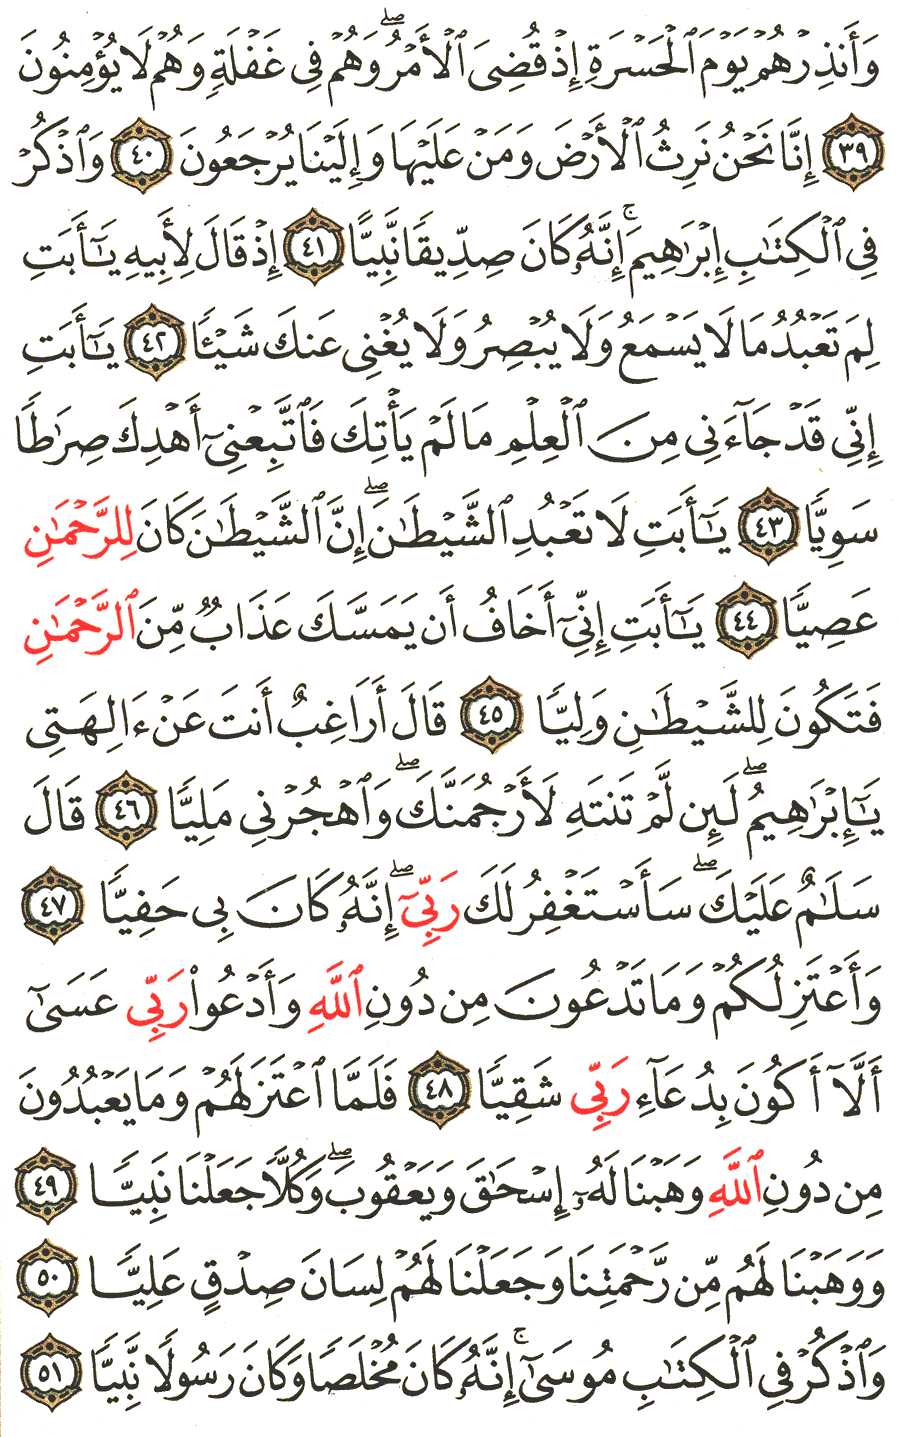 وَأَنذِرْهُمْ يَوْمَ ٱلْحَسْرَةِ إِذْ قُضِىَ ٱلْأَمْرُ ۖ وَهُمْ فِى غَفْلَةٍ وَهُمْ لَا يُؤْمِنُونَ
٣٩ إِنَّا نَحْنُ نَرِثُ ٱلْأَرْضَ وَمَنْ عَلَيْهَا وَإِلَيْنَا يُرْجَعُونَ ٤٠ وَٱذْكُرْ
فِى ٱلْكِتَٰبِ إِبْرَٰهِيمَ ۚ إِنَّهُۥ كَانَ صِدِّيقًا نَّبِيًّا ٤١ إِذْ قَالَ لِأَبِيهِ يَٰٓأَبَتِ
لِمَ تَعْبُدُ مَا لَا يَسْمَعُ وَلَا يُبْصِرُ وَلَا يُغْنِى عَنكَ شَيْـًٔا ٤٢ يَٰٓأَبَتِ
إِنِّى قَدْ جَآءَنِى مِنَ ٱلْعِلْمِ مَا لَمْ يَأْتِكَ فَٱتَّبِعْنِىٓ أَهْدِكَ صِرَٰطًا
سَوِيًّا ٤٣ يَٰٓأَبَتِ لَا تَعْبُدِ ٱلشَّيْطَٰنَ ۖ إِنَّ ٱلشَّيْطَٰنَ كَانَ لِلرَّحْمَٰنِ
عَصِيًّا ٤٤ يَٰٓأَبَتِ إِنِّىٓ أَخَافُ أَن يَمَسَّكَ عَذَابٌ مِّنَ ٱلرَّحْمَٰنِ
فَتَكُونَ لِلشَّيْطَٰنِ وَلِيًّا ٤٥ قَالَ أَرَاغِبٌ أَنتَ عَنْ ءَالِهَتِى
يَٰٓإِبْرَٰهِيمُ ۖ لَئِن لَّمْ تَنتَهِ لَأَرْجُمَنَّكَ ۖ وَٱهْجُرْنِى مَلِيًّا ٤٦ قَالَ
سَلَٰمٌ عَلَيْكَ ۖ سَأَسْتَغْفِرُ لَكَ رَبِّىٓ ۖ إِنَّهُۥ كَانَ بِى حَفِيًّا ٤٧
وَأَعْتَزِلُكُمْ وَمَا تَدْعُونَ مِن دُونِ ٱللَّهِ وَأَدْعُوا۟ رَبِّى عَسَىٰٓ
أَلَّآ أَكُونَ بِدُعَآءِ رَبِّى شَقِيًّا ٤٨ فَلَمَّا ٱعْتَزَلَهُمْ وَمَا يَعْبُدُونَ
مِن دُونِ ٱللَّهِ وَهَبْنَا لَهُۥٓ إِسْحَٰقَ وَيَعْقُوبَ ۖ وَكُلًّا جَعَلْنَا نَبِيًّا ٤٩
وَوَهَبْنَا لَهُم مِّن رَّحْمَتِنَا وَجَعَلْنَا لَهُمْ لِسَانَ صِدْقٍ عَلِيًّا ٥٠
وَٱذْكُرْ فِى ٱلْكِتَٰبِ مُوسَىٰٓ ۚ إِنَّهُۥ كَانَ مُخْلَصًا وَكَانَ رَسُولًا نَّبِيًّا ٥١